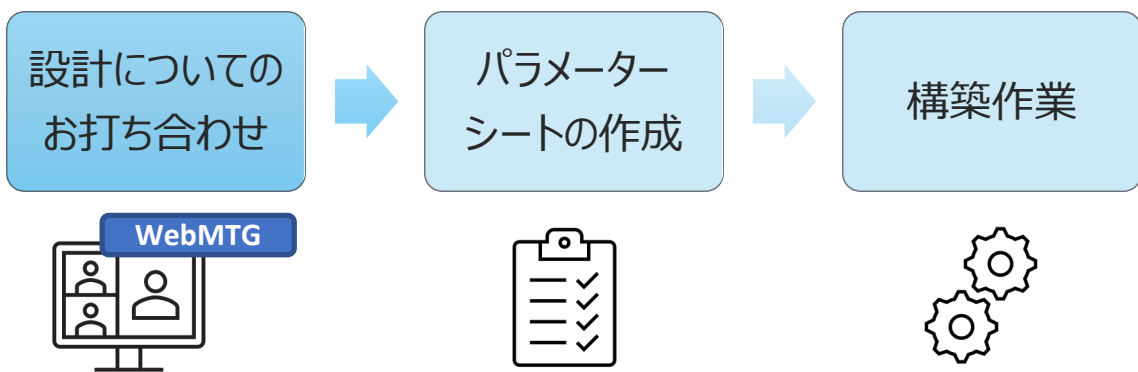 設計についての
お打ち合わせ
パラメーター
シートの作成
構築作業
WebMTG